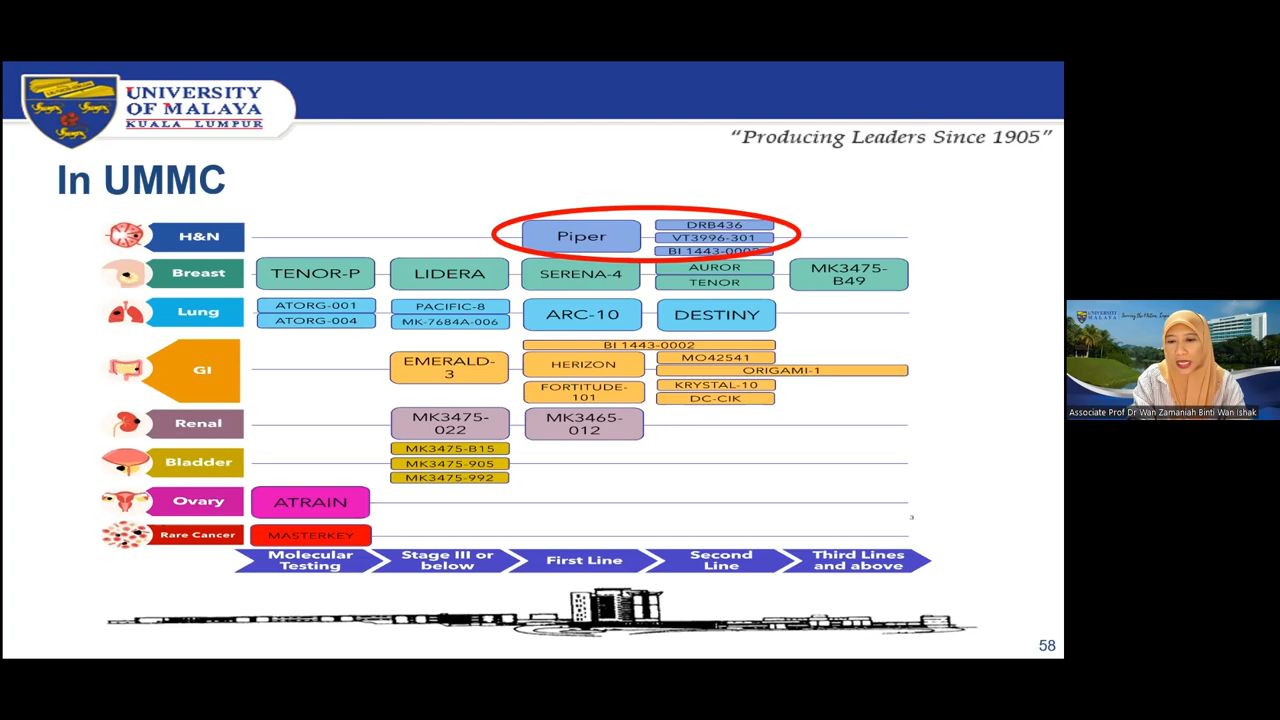 UNIVERSITY
OF MALAYA
KUALA LUMPUR
“Producing Leaders Since 1905”
In UMMC
H&N
Piper
DRB436
VT3996-301
BI 1443-0002
Breast
TENOR-P
LIDERA
SERENA-4
AUROR
TENOR
MK3475-
B49
Lung
ATORG-001
ATORG-004
PACIFIC-8
MK-7684A-006
ARC-10
DESTINY
GI
EMERALD-
3
BI 1443-0002
HERIZON
FORTITUDE-
101
MO42541
ORIGAMI-1
KRYSTAL-10
DC-CIK
Renal
MK3475-
022
MK3465-
012
Bladder
MK3475-B15
MK3475-905
MK3475-992
Ovary
ATRAIN
3
Rare Cancer
MASTERKEY
Molecular
Testing
Stage III or
below
First Line
Second
Line
Third Lines
and above
58
Associate Prof Dr Wan Zamaniah Binti Wan Ishak